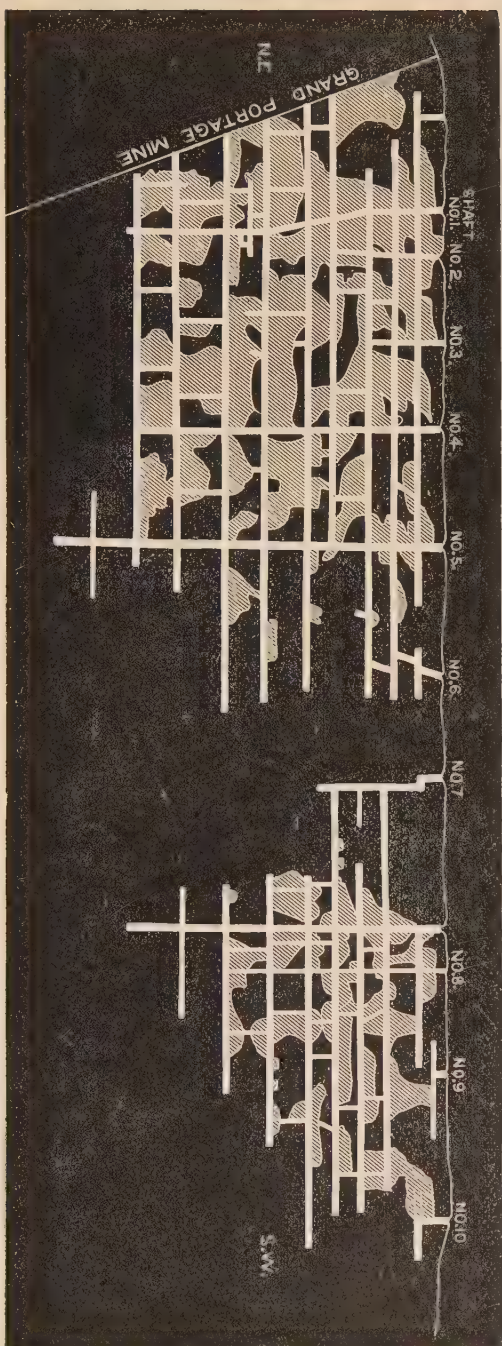 N.E
GRAND PORTAGE MINE
SHAFT
NO.1.
NO.2.
NO.3.
NO.4.
NO.5.
NO.6.
NO.7
NO.8
NO.9
NO.10
S.W.